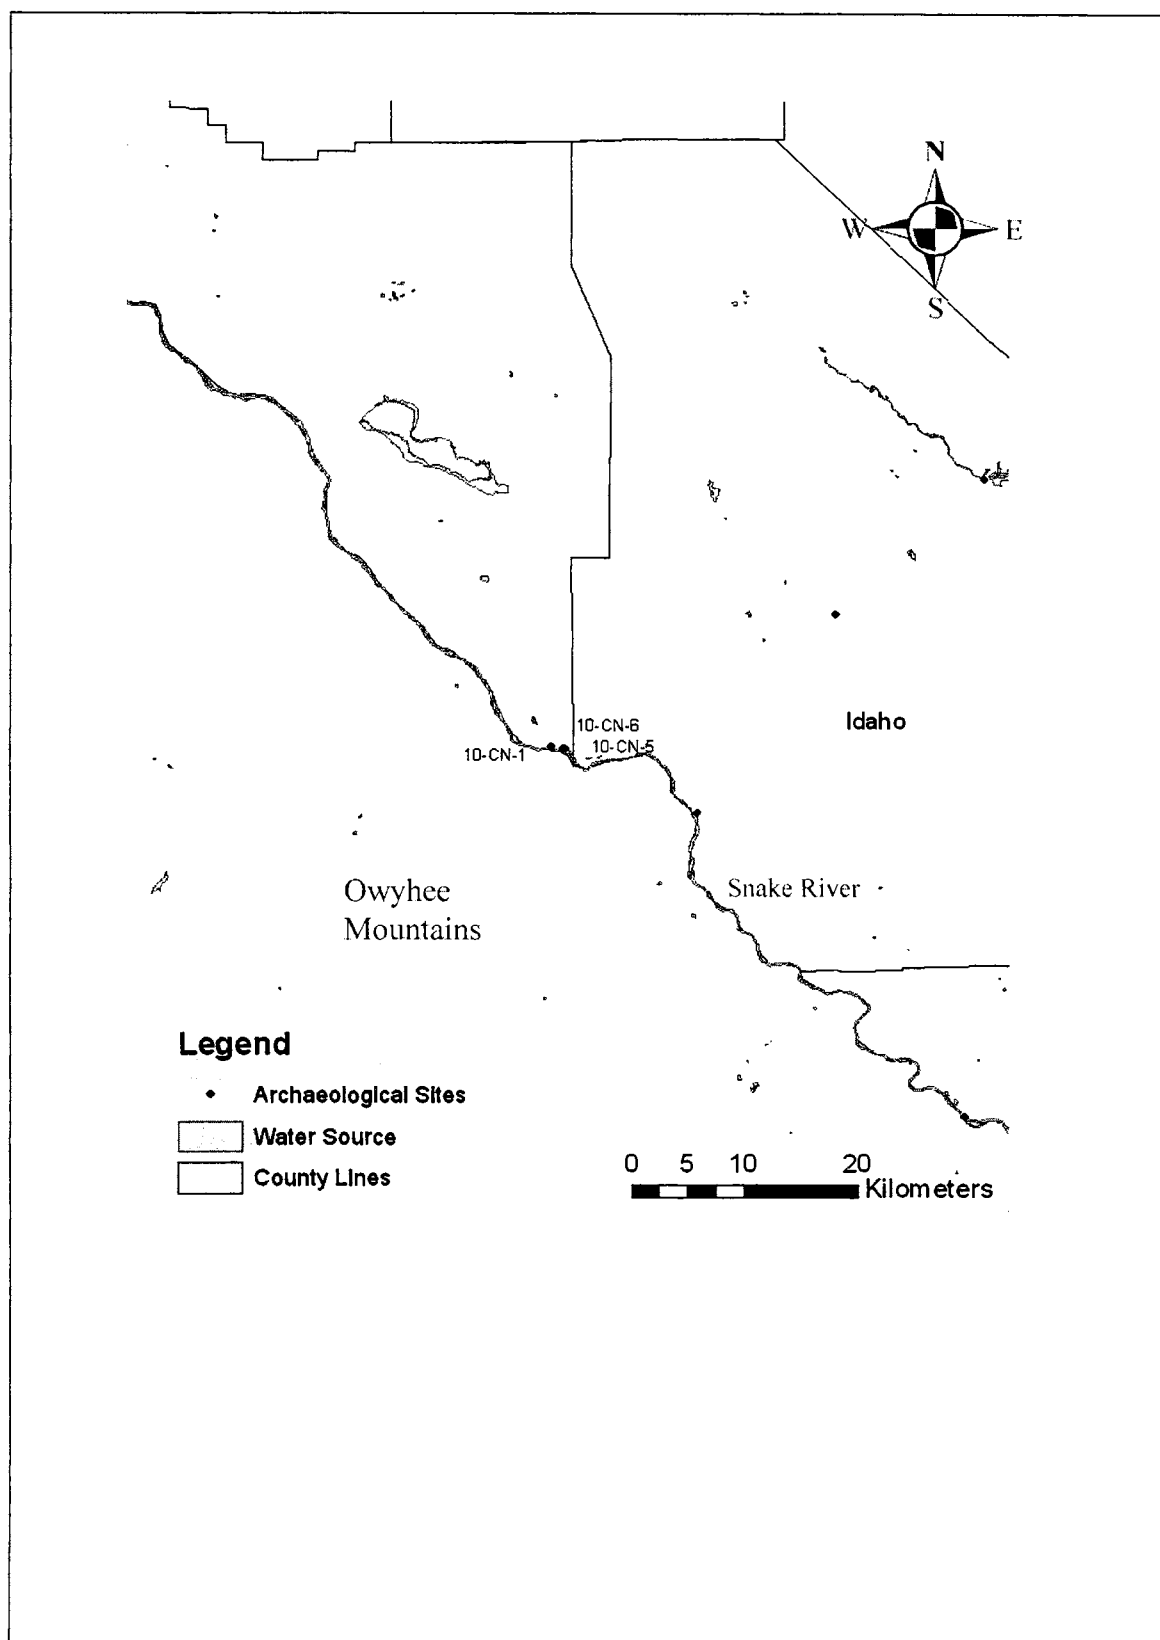 N
W E
S
Idaho
10-CN-6
10-CN-1 10-CN-5
Snake River
Owyhee
Mountains
Legend
Archaeological Sites
Water Source
County Lines
0 5 10 20
Kilometers